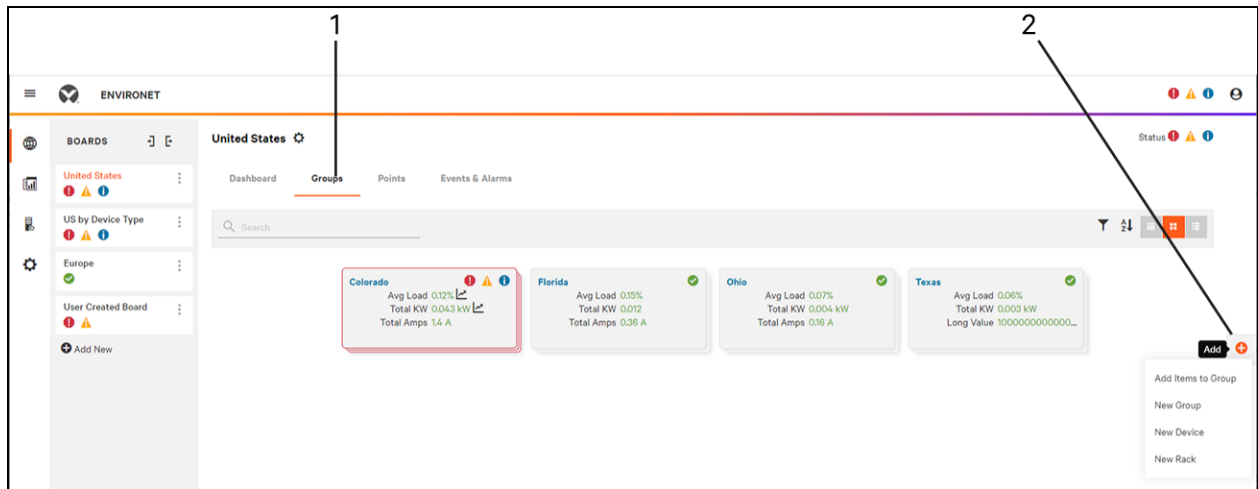 1
2
ENVIRONET
BOARDS
United States
US by Device Type
Europe
User Created Board
Add New
United States
Status
Dashboard Groups Points Events & Alarms
Search
Colorado
Avg Load 0.12%
Total KW 0.043 kW
Total Amps 1.4 A
Florida
Avg Load 0.15%
Total KW 0.012
Total Amps 0.36 A
Ohio
Avg Load 0.07%
Total KW 0.004 kW
Total Amps 0.16 A
Texas
Avg Load 0.06%
Total KW 0.003 kW
Long Value 1000000000000...
Add
Add Items to Group
New Group
New Device
New Rack